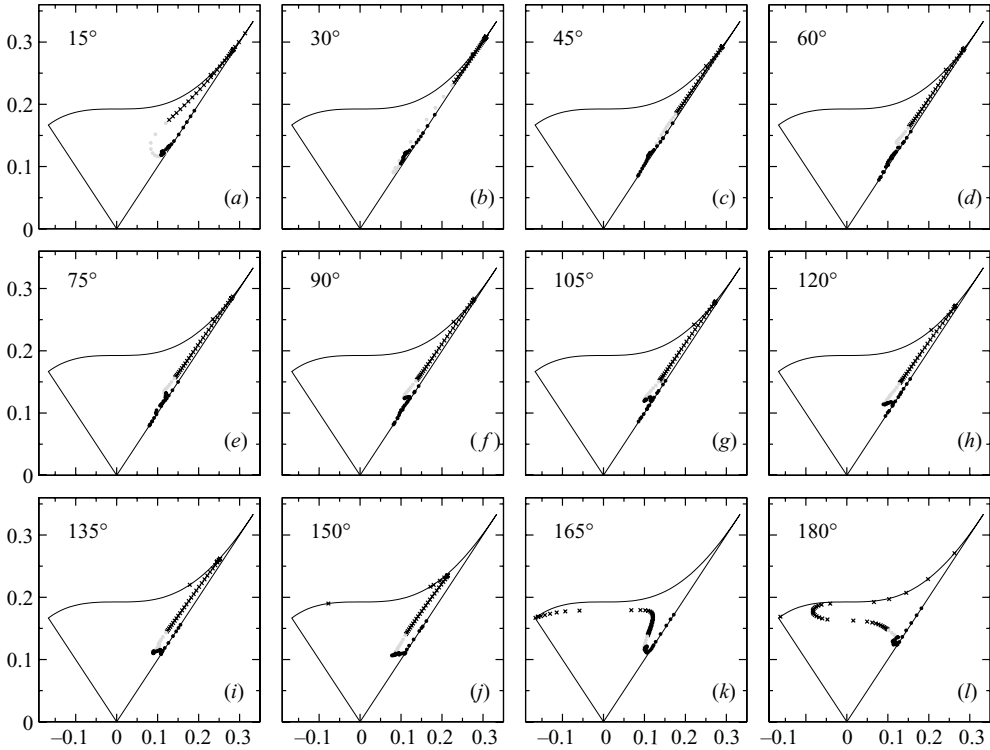 15°
30°
45°
60°
0.3
0.2
0.1
0
(a)
(b)
(c)
(d)
75°
90°
105°
120°
0.3
0.2
0.1
0
(e)
(f)
(g)
(h)
135°
150°
165°
180°
0.3
0.2
0.1
0
(i)
(j)
(k)
(l)
–0.1 0 0.1 0.2 0.3
–0.1 0 0.1 0.2 0.3
–0.1 0 0.1 0.2 0.3
–0.1 0 0.1 0.2 0.3